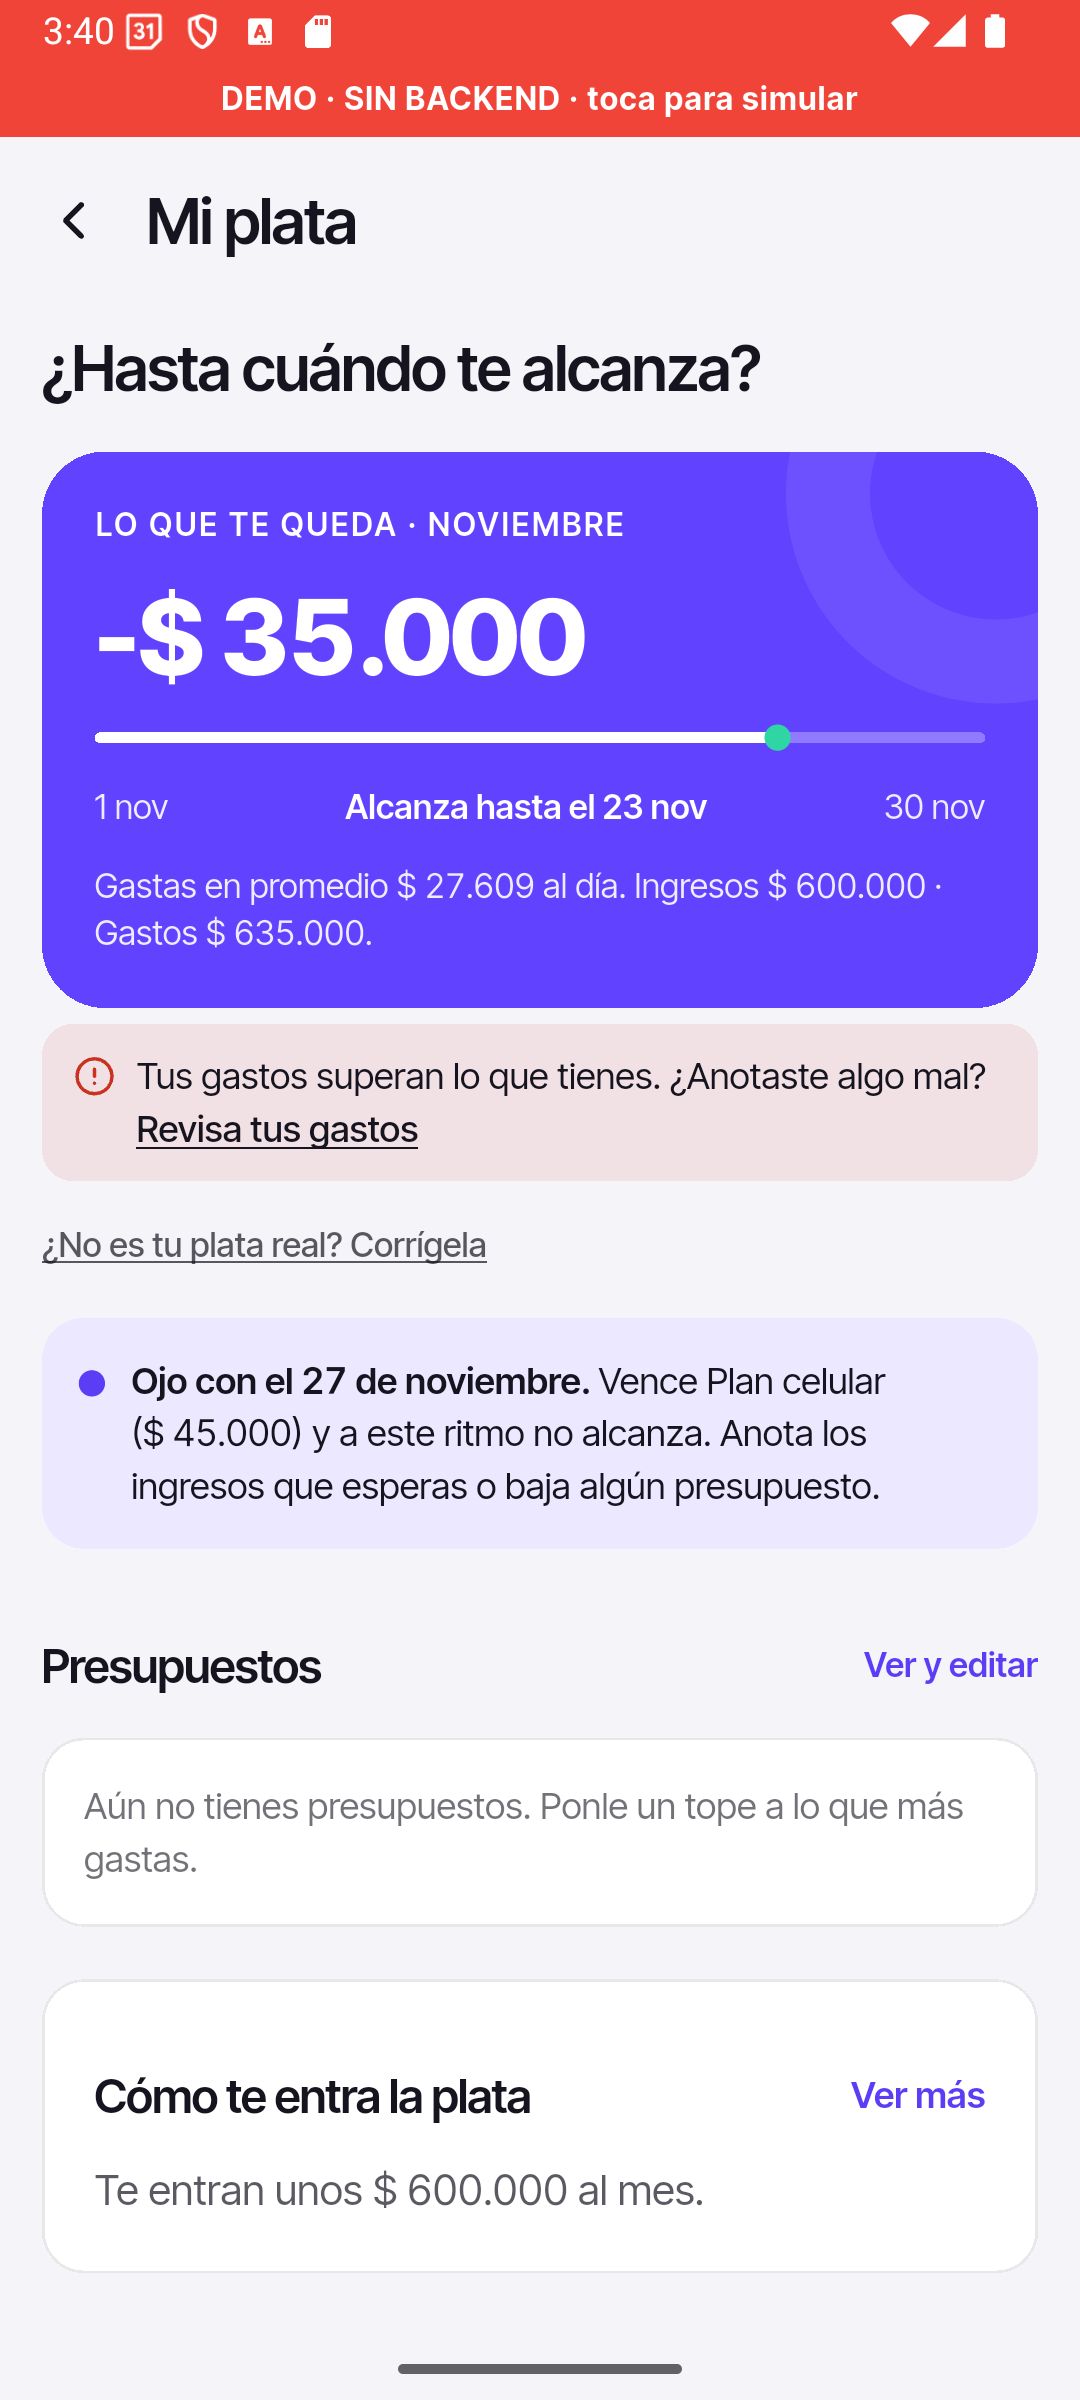 3:40
31
A
DEMO · SIN BACKEND · toca para simular
Mi plata
¿Hasta cuándo te alcanza?
LO QUE TE QUEDA · NOVIEMBRE
-$ 35.000
1 nov
Alcanza hasta el 23 nov
30 nov
Gastas en promedio $ 27.609 al día. Ingresos $ 600.000 ·
Gastos $ 635.000.
Tus gastos superan lo que tienes. ¿Anotaste algo mal?
Revisa tus gastos
¿No es tu plata real? Corrígela
Ojo con el 27 de noviembre. Vence Plan celular
($ 45.000) y a este ritmo no alcanza. Anota los
ingresos que esperas o baja algún presupuesto.
Presupuestos
Ver y editar
Aún no tienes presupuestos. Ponle un tope a lo que más
gastas.
Cómo te entra la plata
Ver más
Te entran unos $ 600.000 al mes.